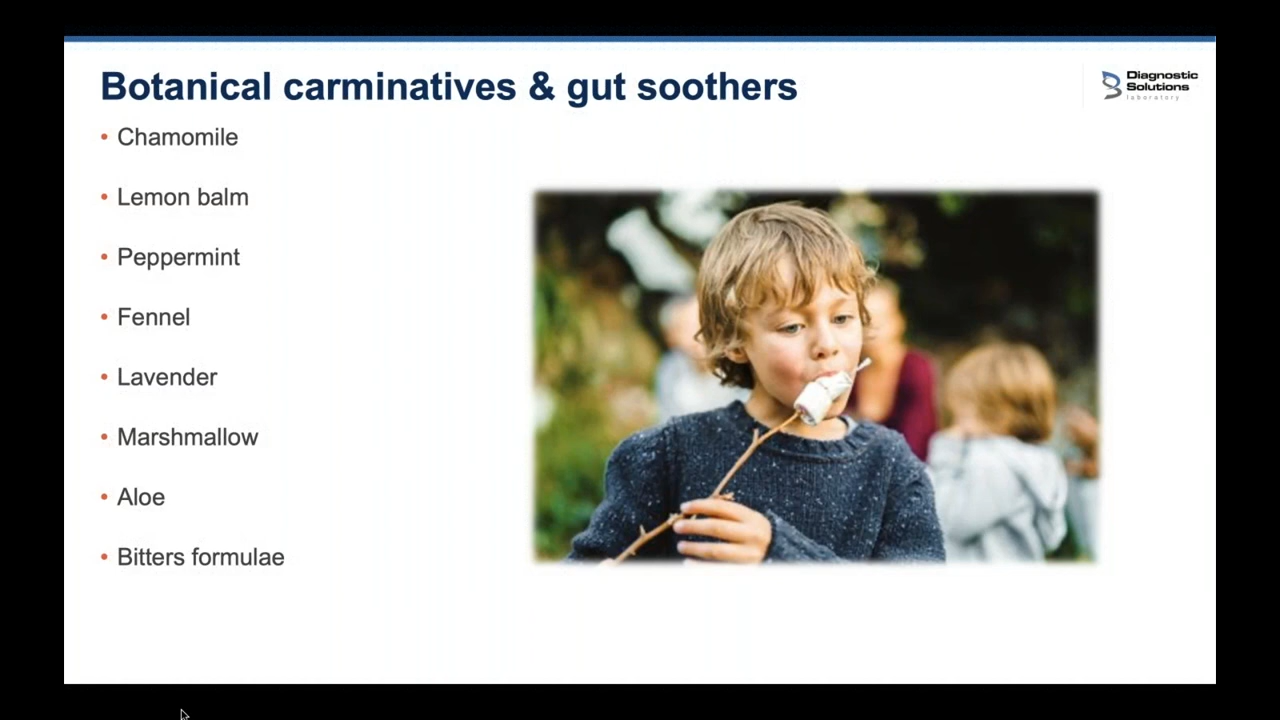 Botanical carminatives & gut soothers
Diagnostic
Solutions
laboratory
• Chamomile
• Lemon balm
• Peppermint
• Fennel
• Lavender
• Marshmallow
• Aloe
• Bitters formulae